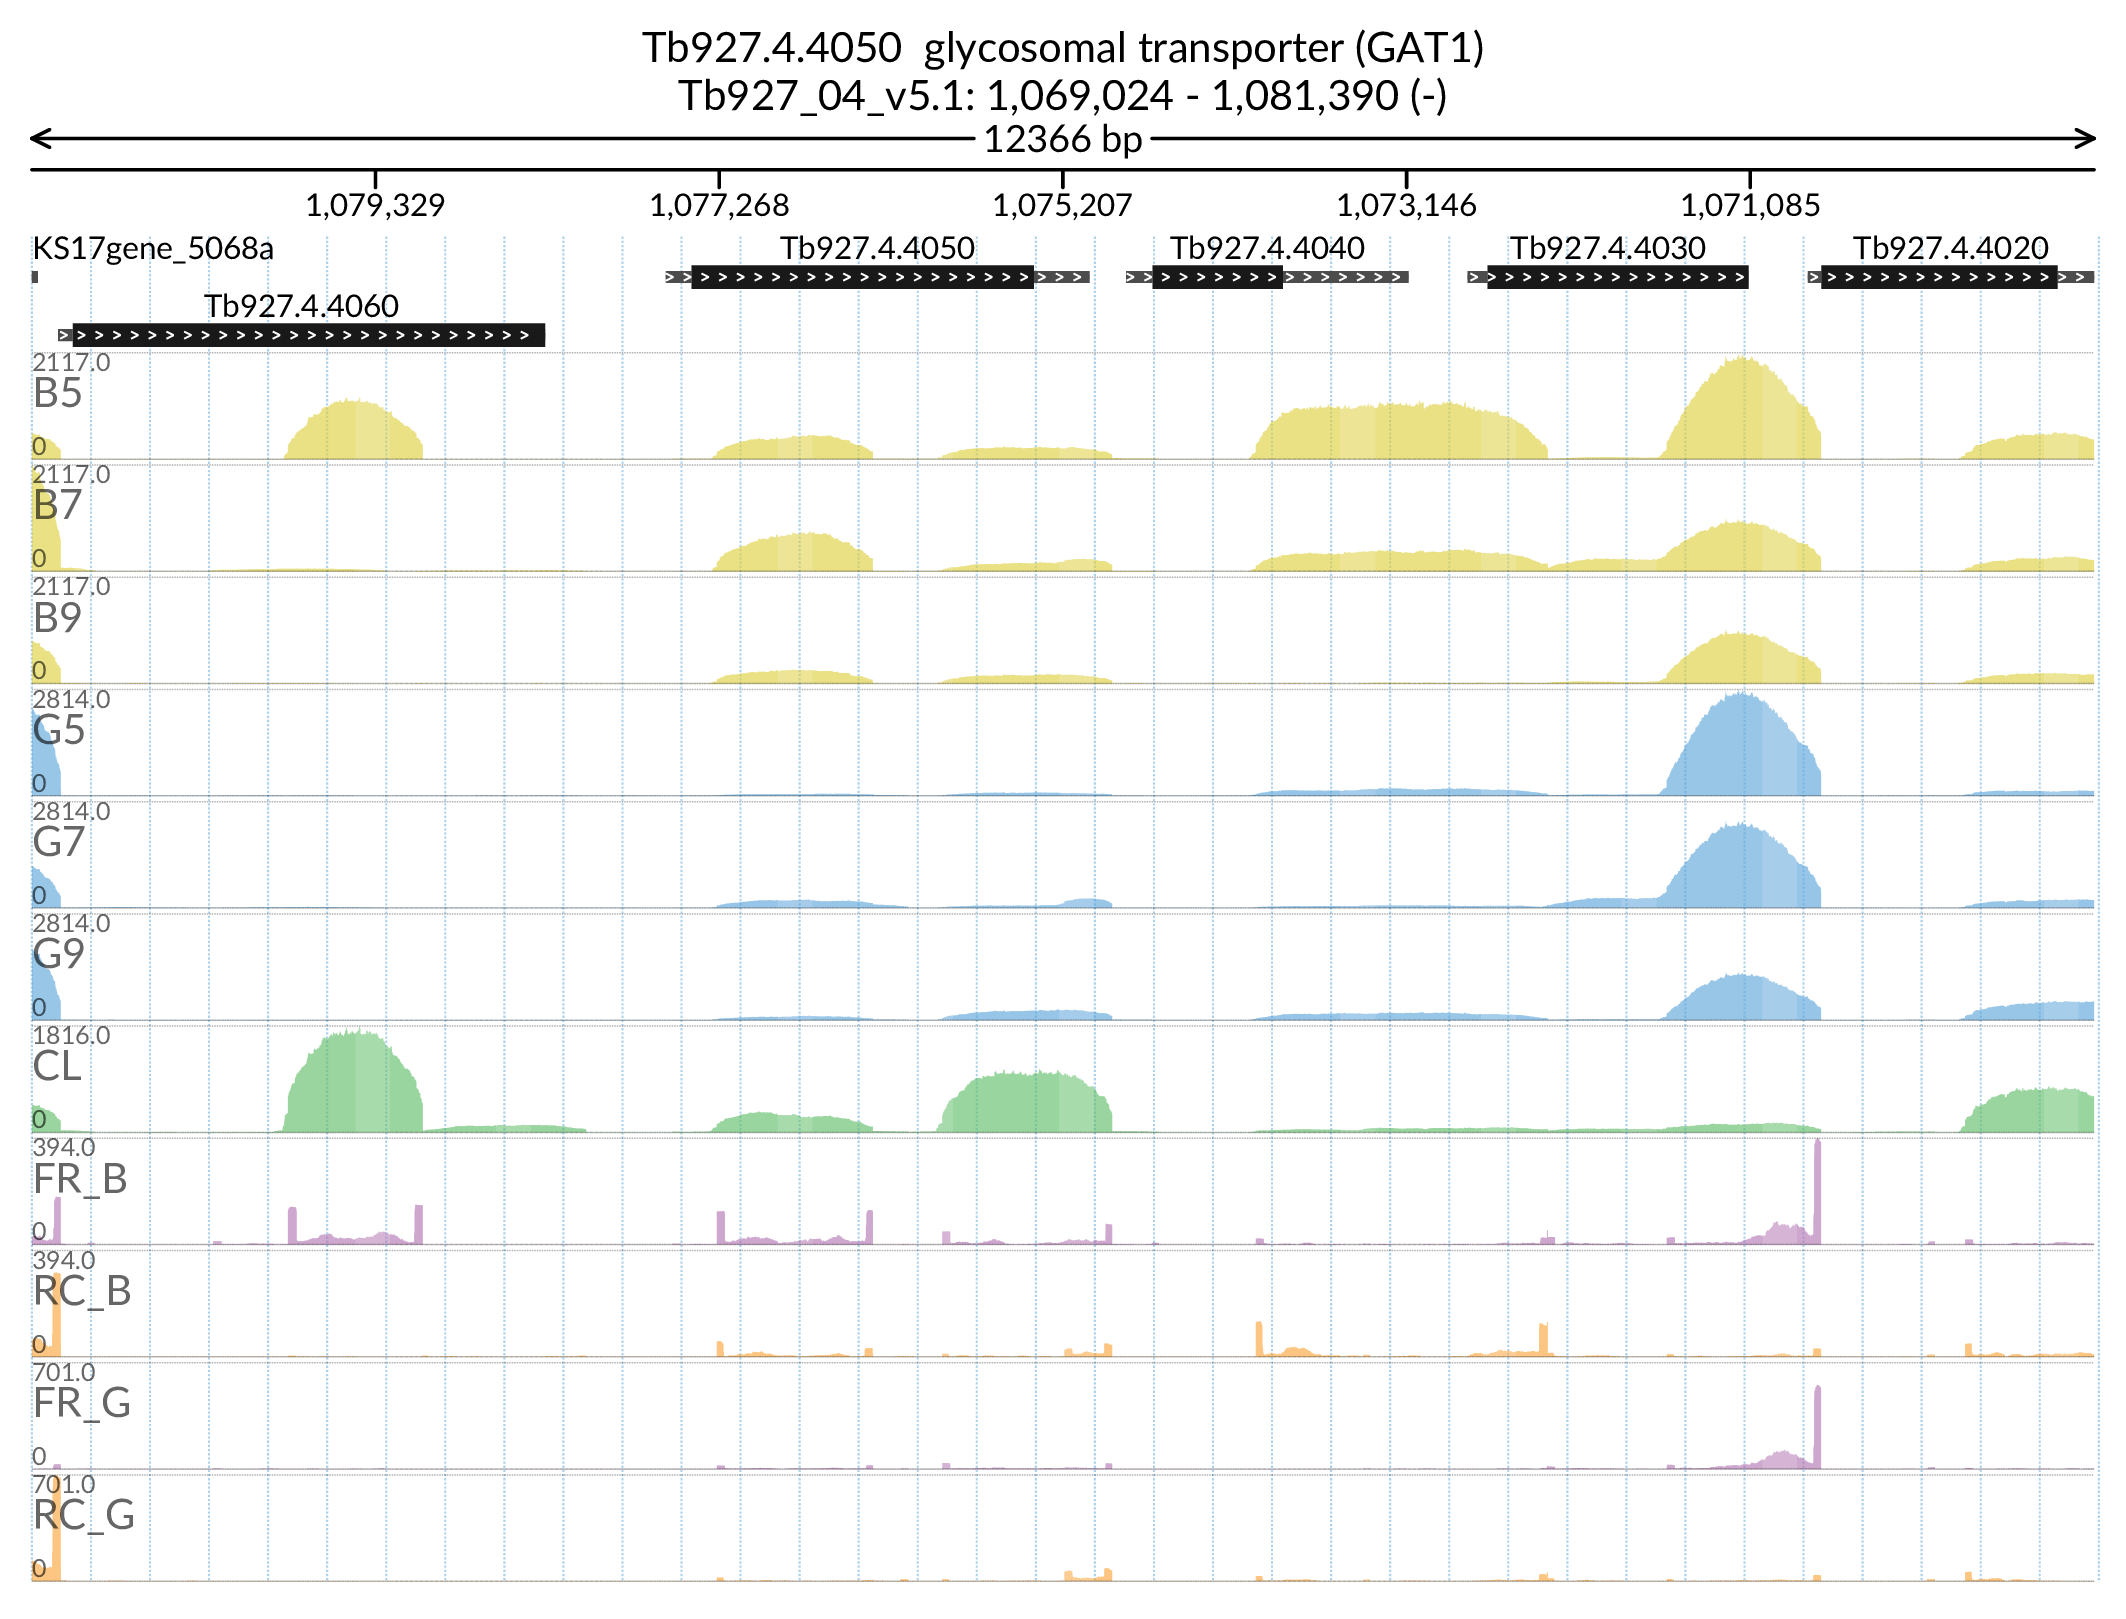 Tb927.4.4050  glycosomal transporter (GAT1)
Tb927_04_v5.1: 1,069,024 - 1,081,390 (-)
12366 bp
1,079,329 1,077,268 1,075,207 1,073,146 1,071,085
KS17gene_5068a Tb927.4.4050 Tb927.4.4040 Tb927.4.4030 Tb927.4.4020
Tb927.4.4060
2117.0
B5
0
2117.0
B7
0
2117.0
B9
0
2814.0
G5
0
2814.0
G7
0
2814.0
G9
0
1816.0
CL
0
394.0
FR_B
0
394.0
RC_B
0
701.0
FR_G
0
701.0
RC_G
0